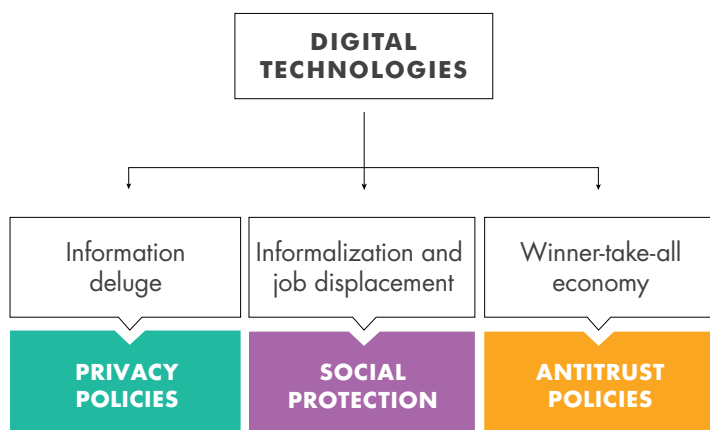 DIGITAL
TECHNOLOGIES
Information
deluge
PRIVACY
POLICIES
Informalization and
job displacement
SOCIAL
PROTECTION
Winner-take-all
economy
ANTITRUST
POLICIES